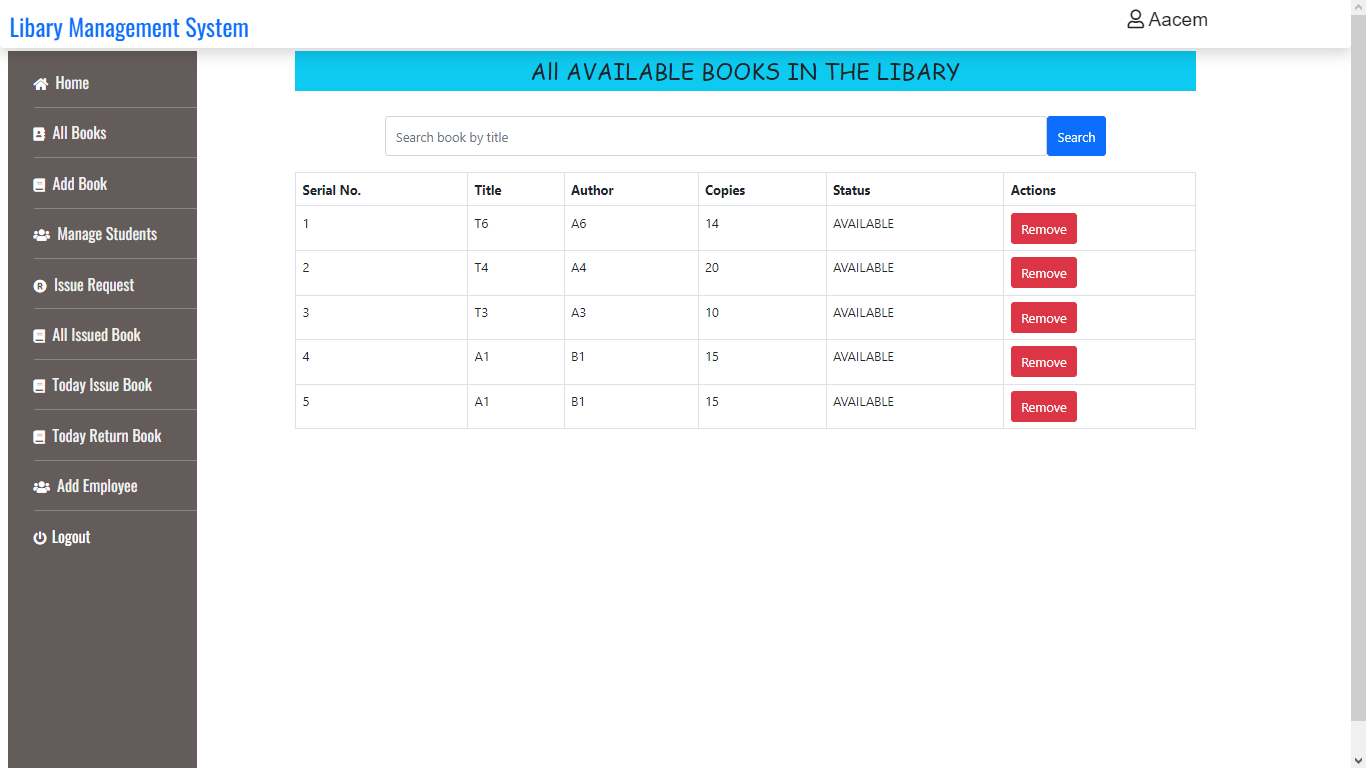 Libary Management System
Aacem
Home
All Books
Add Book
Manage Students
Issue Request
All Issued Book
Today Issue Book
Today Return Book
Add Employee
Logout
All AVAILABLE BOOKS IN THE LIBARY
Search book by title Search
Serial No. Title Author Copies Status Actions
1 T6 A6 14 AVAILABLE Remove
2 T4 A4 20 AVAILABLE Remove
3 T3 A3 10 AVAILABLE Remove
4 A1 B1 15 AVAILABLE Remove
5 A1 B1 15 AVAILABLE Remove